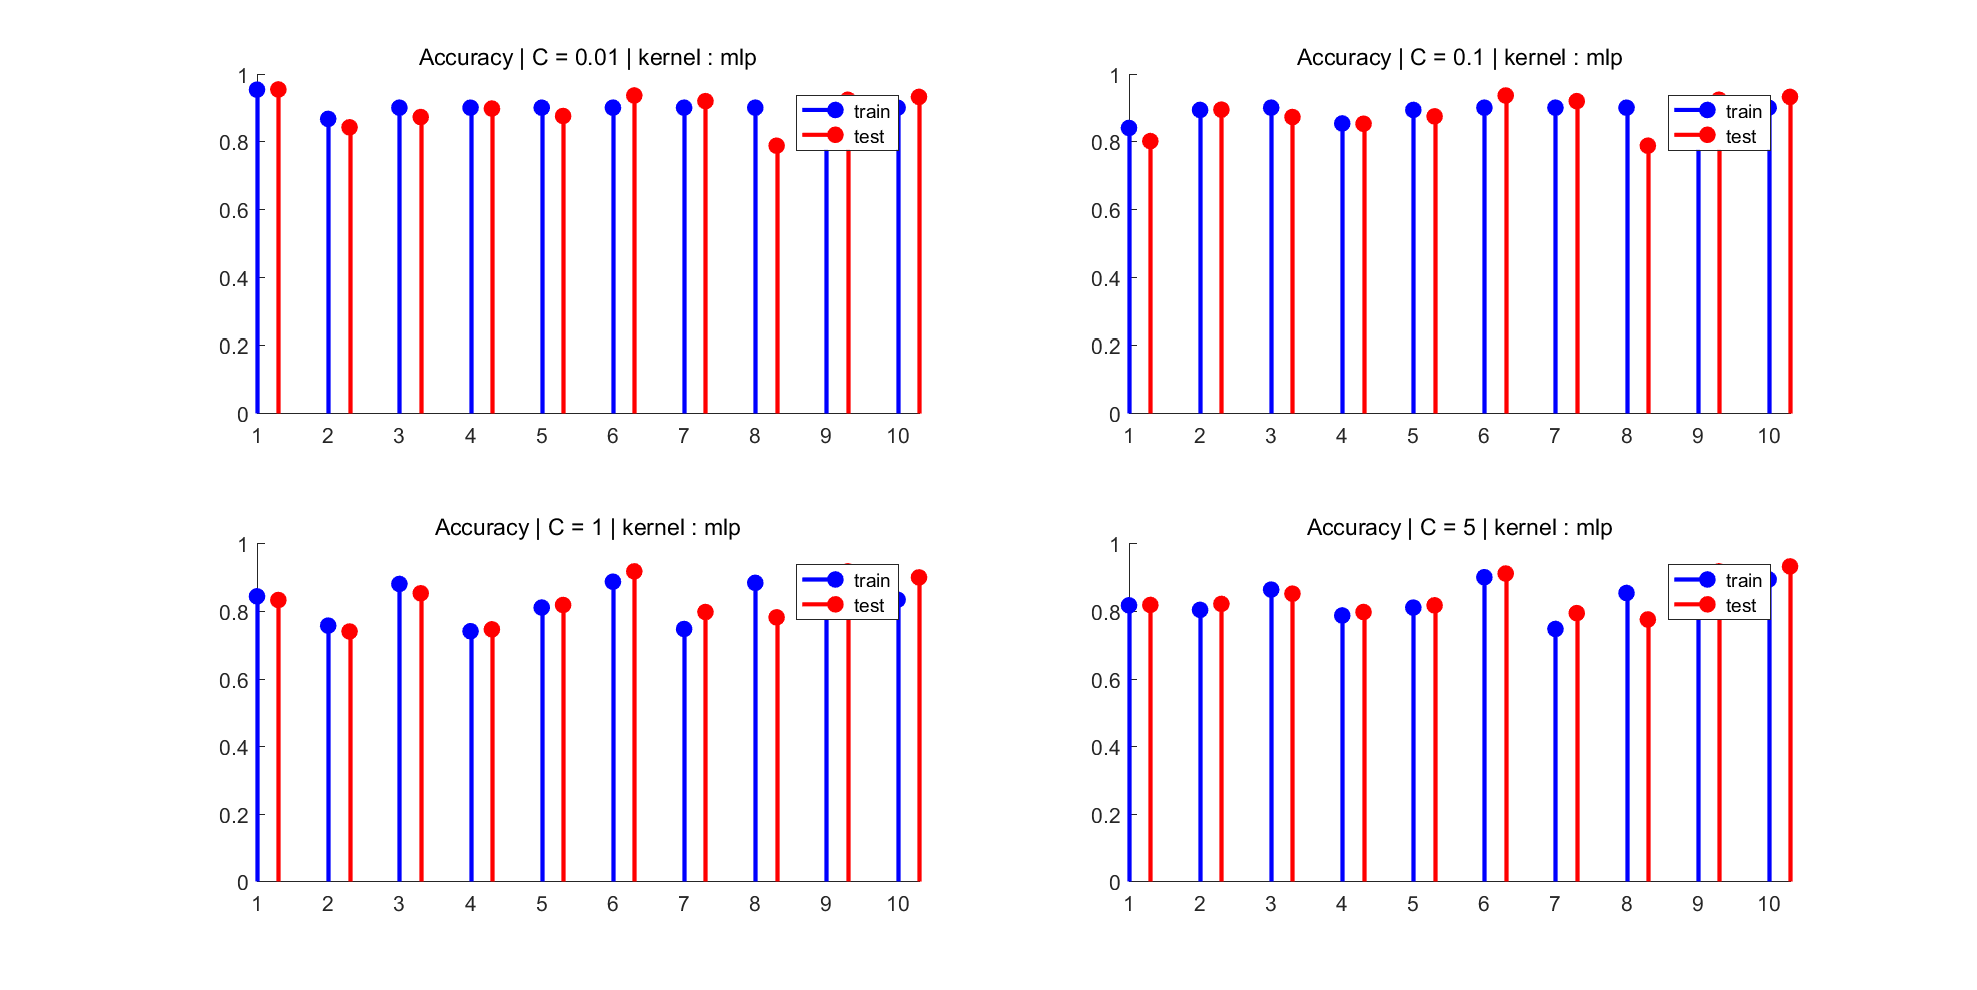 Accuracy | C = 0.01 | kernel : mlp
1
0.8
0.6
0.4
0.2
0
1 2 3 4 5 6 7 8 9 10
train
test
Accuracy | C = 0.1 | kernel : mlp
1
0.8
0.6
0.4
0.2
0
1 2 3 4 5 6 7 8 9 10
train
test
Accuracy | C = 1 | kernel : mlp
1
0.8
0.6
0.4
0.2
0
1 2 3 4 5 6 7 8 9 10
train
test
Accuracy | C = 5 | kernel : mlp
1
0.8
0.6
0.4
0.2
0
1 2 3 4 5 6 7 8 9 10
train
test